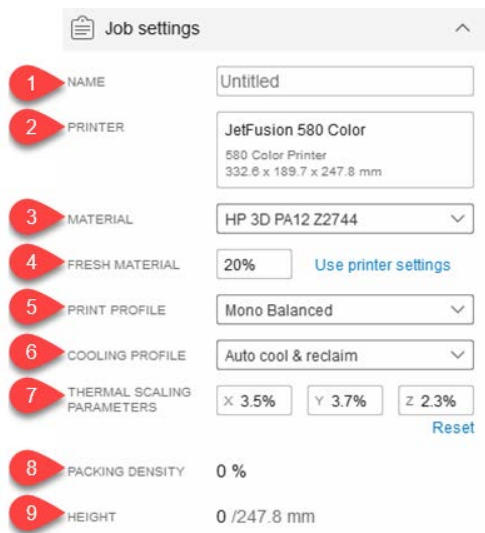 Job settings
1 NAME Untitled
2 PRINTER JetFusion 580 Color
580 Color Printer
332.6 x 189.7 x 247.8 mm
3 MATERIAL HP 3D PA12 Z2744
4 FRESH MATERIAL 20% Use printer settings
5 PRINT PROFILE Mono Balanced
6 COOLING PROFILE Auto cool & reclaim
7 THERMAL SCALING
PARAMETERS X 3.5% Y 3.7% Z 2.3%
Reset
8 PACKING DENSITY 0 %
9 HEIGHT 0 /247.8 mm